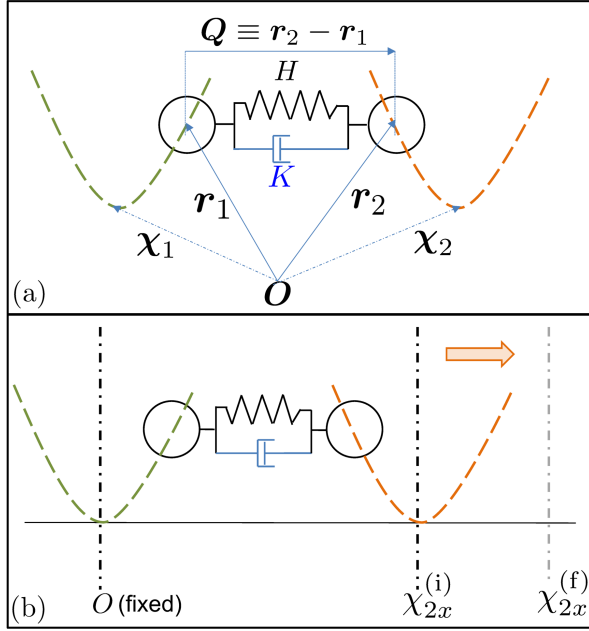 Q ≡ r₂ − r₁
H
K
r₁ r₂
χ₁ χ₂
O
(a)
O (fixed) χ₂ₓ⁽ⁱ⁾ χ₂ₓ⁽ᶠ⁾
(b)